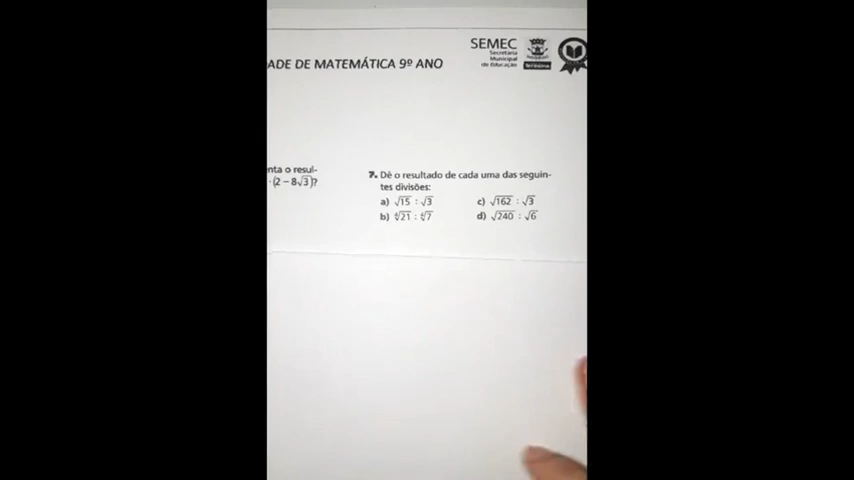 SEMEC
Secretaria
Municipal
de Educação
Teresina
ADE DE MATEMÁTICA 9º ANO
nta o resul-
· (2 – 8√3)?
7. Dê o resultado de cada uma das seguin-
tes divisões:
a) √15 : √3
b) ∜21 : ∜7
c) √162 : √3
d) √240 : √6